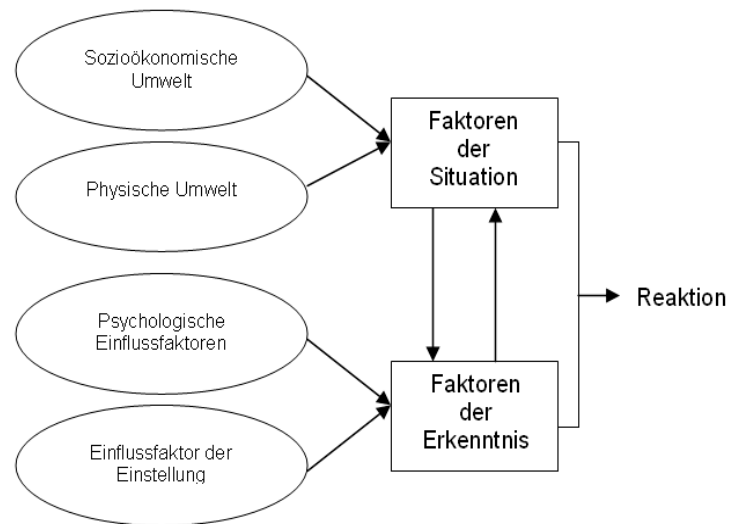 Sozioökonomische
Umwelt
Physische Umwelt
Psychologische
Einflussfaktoren
Einflussfaktor der
Einstellung
Faktoren
der
Situation
Faktoren
der
Erkenntnis
Reaktion